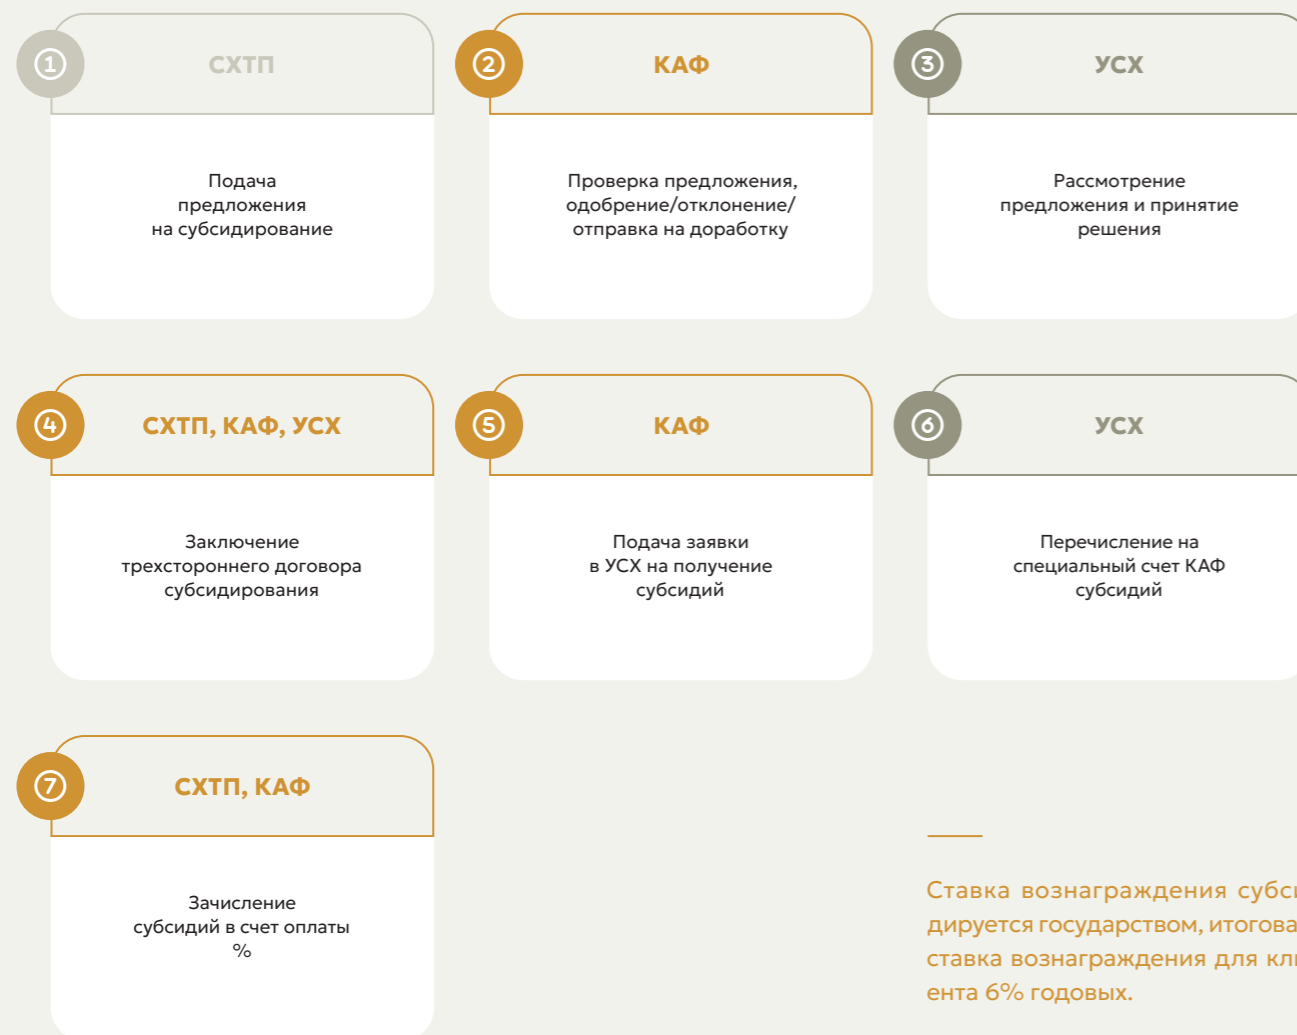 1
СХТП
Подача
предложения
на субсидирование
2
КАФ
Проверка предложения,
одобрение/отклонение/
отправка на доработку
3
УСХ
Рассмотрение
предложения и принятие
решения
4
СХТП, КАФ, УСХ
Заключение
трехстороннего договора
субсидирования
5
КАФ
Подача заявки
в УСХ на получение
субсидий
6
УСХ
Перечисление на
специальный счет КАФ
субсидий
7
СХТП, КАФ
Зачисление
субсидий в счет оплаты
%
Ставка вознаграждения субси
дируется государством, итогова
ставка вознаграждения для кли
ента 6% годовых.